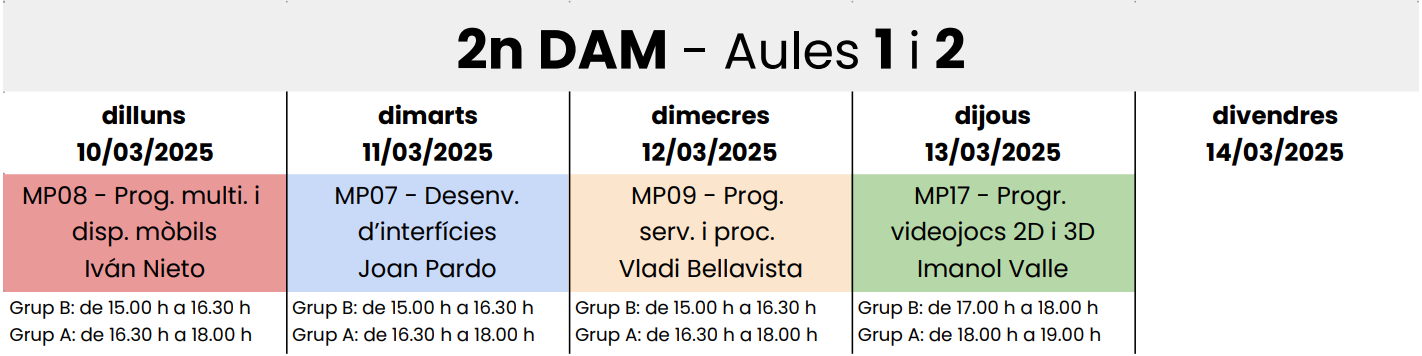 2n DAM - Aules 1 i 2
dilluns
10/03/2025
MP08 - Prog. multi. i
disp. mòbils
Iván Nieto
Grup B: de 15.00 h a 16.30 h
Grup A: de 16.30 h a 18.00 h
dimarts
11/03/2025
MP07 - Desenv.
d’interfícies
Joan Pardo
Grup B: de 15.00 h a 16.30 h
Grup A: de 16.30 h a 18.00 h
dimecres
12/03/2025
MP09 - Prog.
serv. i proc.
Vladi Bellavista
Grup B: de 15.00 h a 16.30 h
Grup A: de 16.30 h a 18.00 h
dijous
13/03/2025
MP17 - Progr.
videojocs 2D i 3D
Imanol Valle
Grup B: de 17.00 h a 18.00 h
Grup A: de 18.00 h a 19.00 h
divendres
14/03/2025